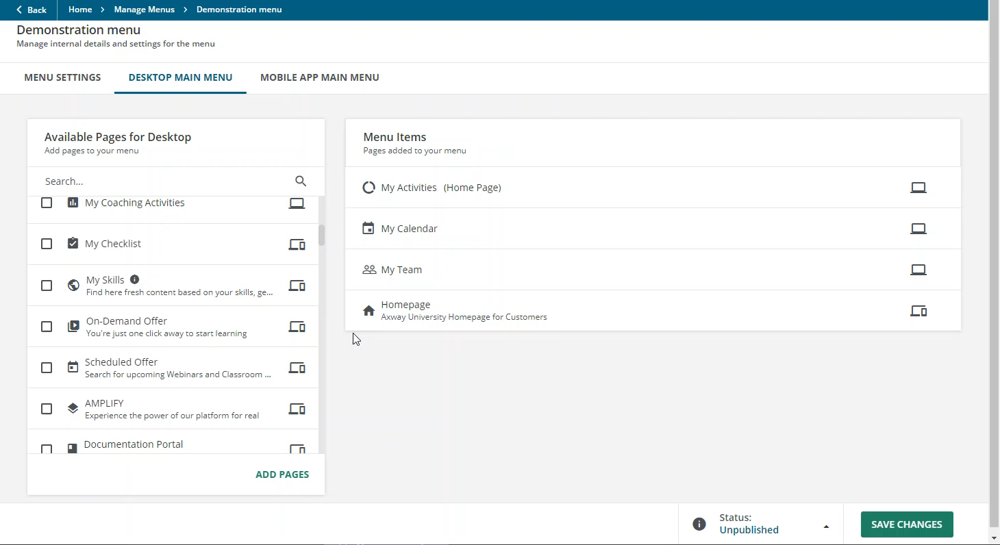 Back
Home
Manage Menus
Demonstration menu
Demonstration menu
Manage internal details and settings for the menu
MENU SETTINGS
DESKTOP MAIN MENU
MOBILE APP MAIN MENU
Available Pages for Desktop
Add pages to your menu
Search...
My Coaching Activities
My Checklist
My Skills
Find here fresh content based on your skills, ge...
On-Demand Offer
You're just one click away to start learning
Scheduled Offer
Search for upcoming Webinars and Classroom ...
AMPLIFY
Experience the power of our platform for real
Documentation Portal
ADD PAGES
Menu Items
Pages added to your menu
My Activities (Home Page)
My Calendar
My Team
Homepage
Axway University Homepage for Customers
Status:
Unpublished
SAVE CHANGES